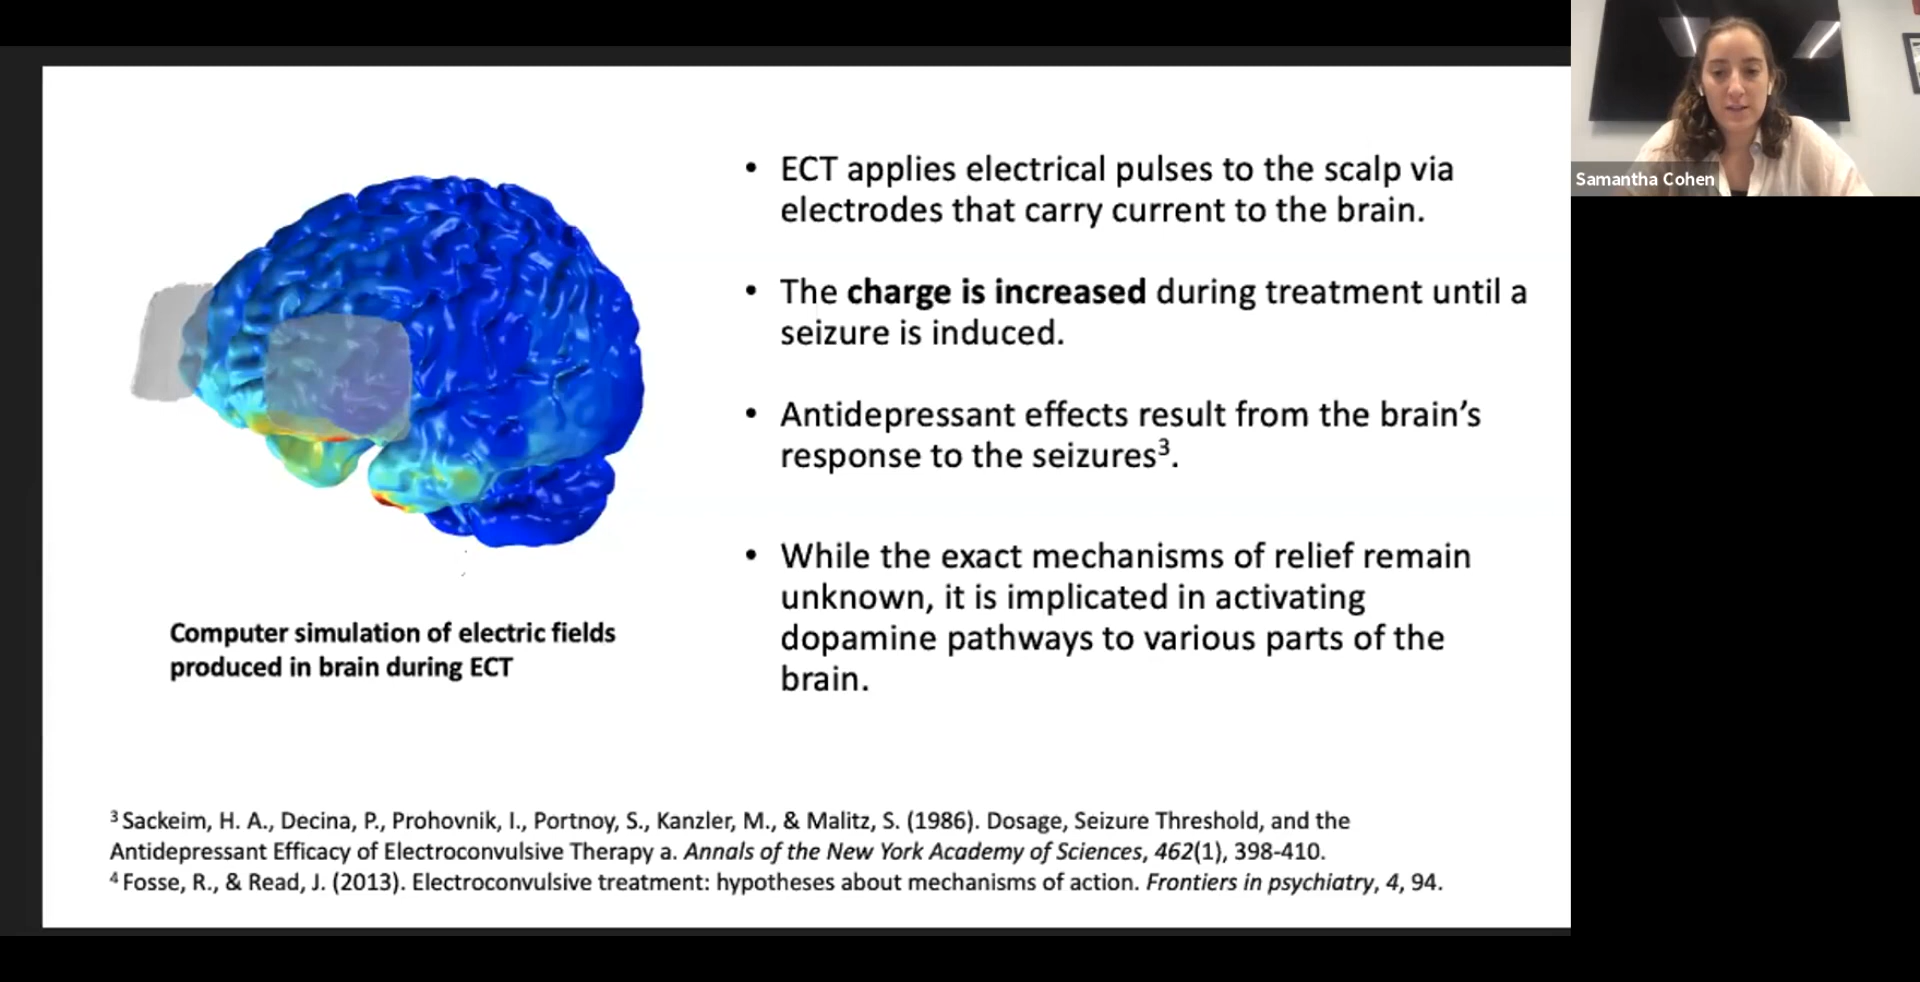 Samantha Cohen
• ECT applies electrical pulses to the scalp via
electrodes that carry current to the brain.
• The charge is increased during treatment until a
seizure is induced.
• Antidepressant effects result from the brain’s
response to the seizures³.
• While the exact mechanisms of relief remain
unknown, it is implicated in activating
dopamine pathways to various parts of the
brain.
Computer simulation of electric fields
produced in brain during ECT
³ Sackeim, H. A., Decina, P., Prohovnik, I., Portnoy, S., Kanzler, M., & Malitz, S. (1986). Dosage, Seizure Threshold, and the
Antidepressant Efficacy of Electroconvulsive Therapy a. Annals of the New York Academy of Sciences, 462(1), 398-410.
⁴ Fosse, R., & Read, J. (2013). Electroconvulsive treatment: hypotheses about mechanisms of action. Frontiers in psychiatry, 4, 94.